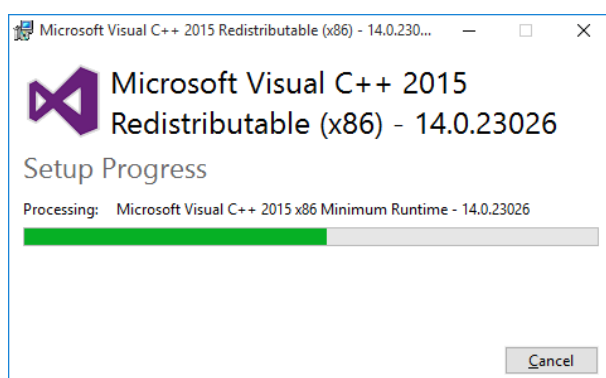 Microsoft Visual C++ 2015 Redistributable (x86) - 14.0.230...
Microsoft Visual C++ 2015
Redistributable (x86) - 14.0.23026
Setup Progress
Processing: Microsoft Visual C++ 2015 x86 Minimum Runtime - 14.0.23026
Cancel